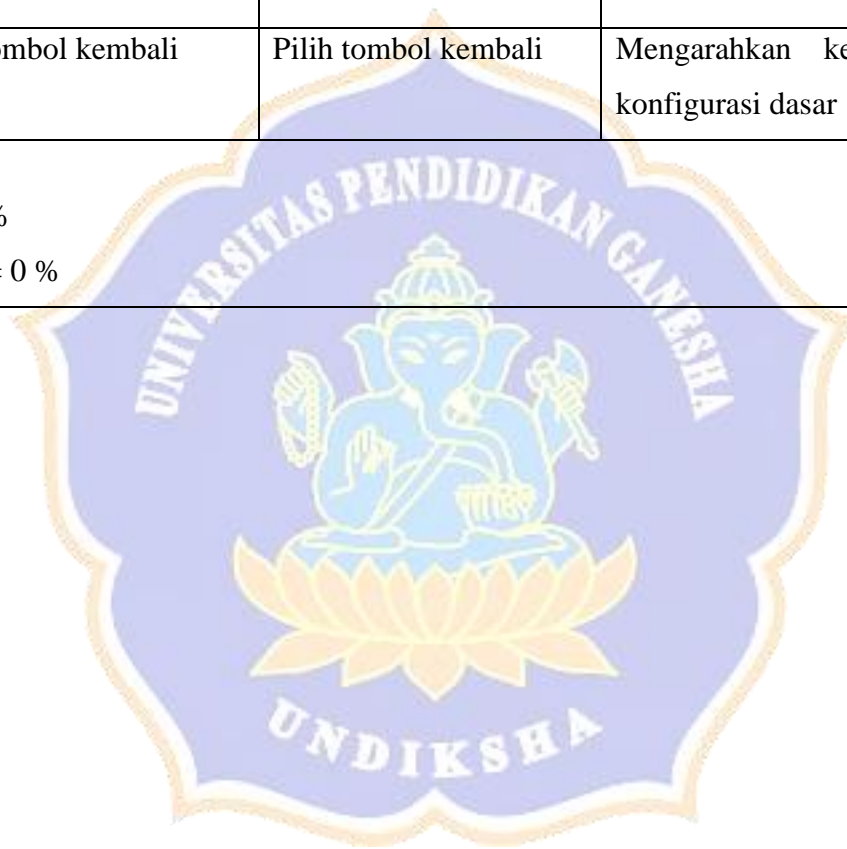 ombol kembali
Pilih tombol kembali
Mengarahkan ke
konfigurasi dasar
%
= 0 %
UNIVERSITAS PENDIDIKAN GANESHA
UNDIKSHA